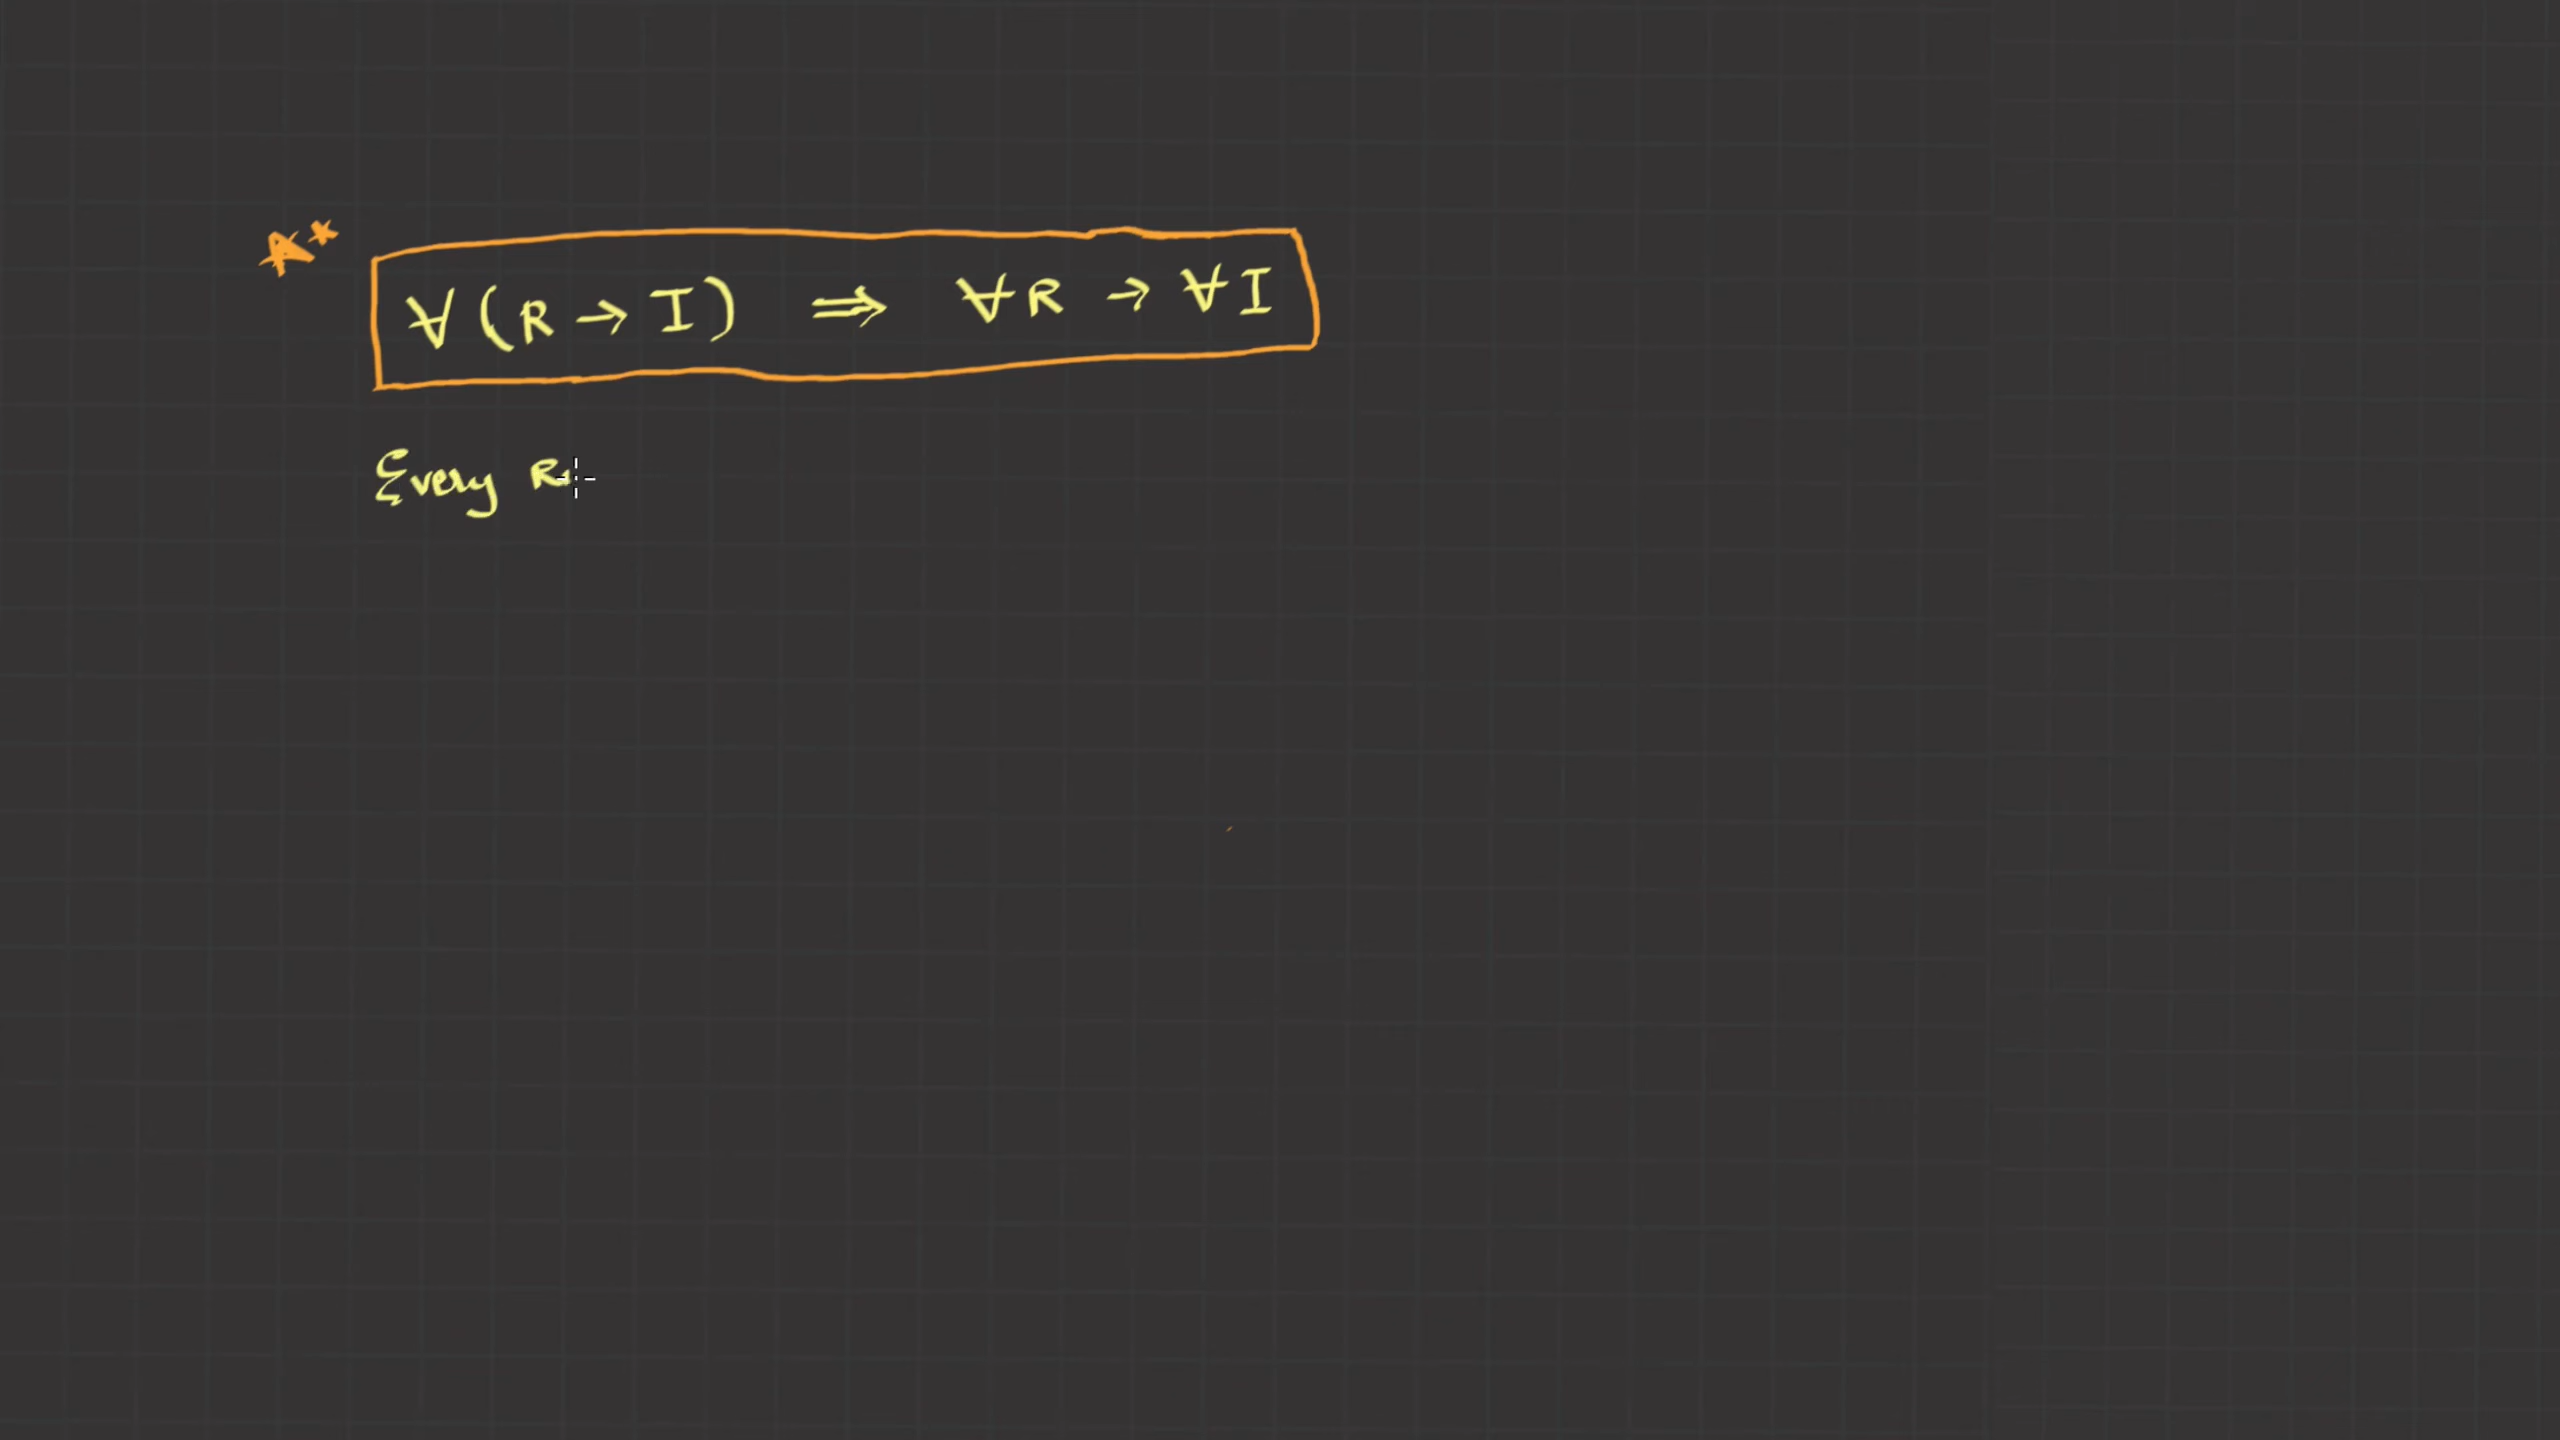 A*
∀(R → I) ⇒ ∀R → ∀I
Every